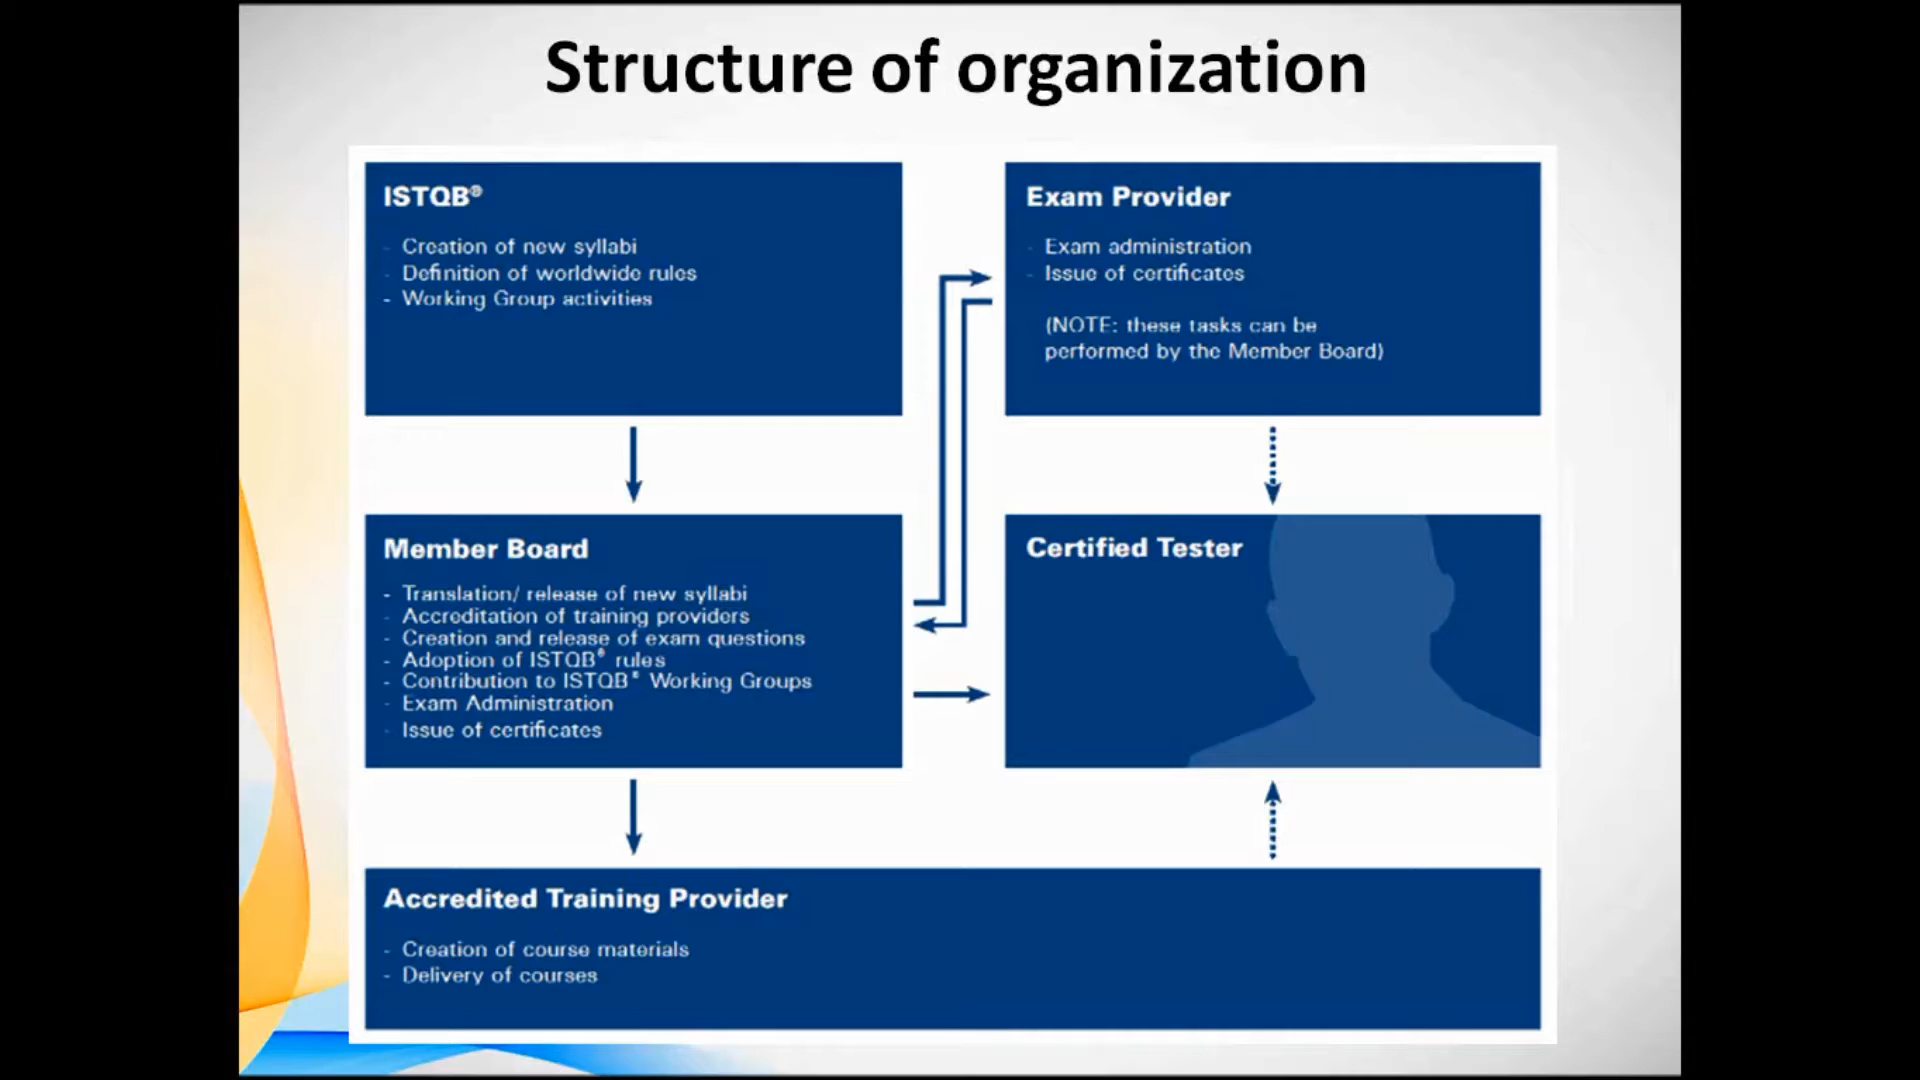 Structure of organization
ISTQB®
- Creation of new syllabi
- Definition of worldwide rules
- Working Group activities
Exam Provider
- Exam administration
- Issue of certificates
(NOTE: these tasks can be
performed by the Member Board)
Member Board
- Translation/ release of new syllabi
- Accreditation of training providers
- Creation and release of exam questions
- Adoption of ISTQB® rules
- Contribution to ISTQB® Working Groups
- Exam Administration
- Issue of certificates
Certified Tester
Accredited Training Provider
- Creation of course materials
- Delivery of courses